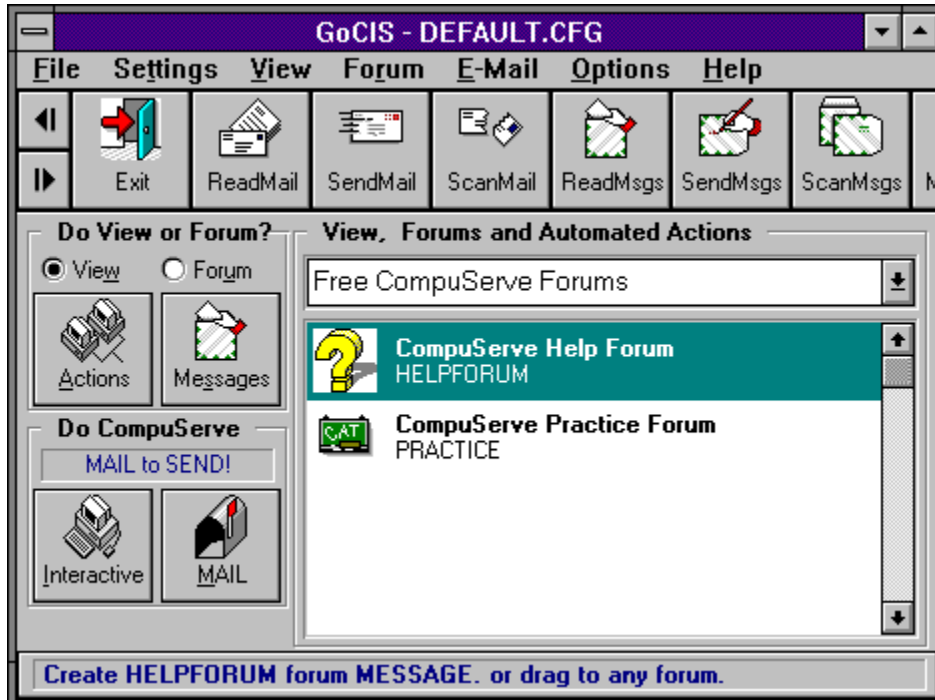 GoCIS - DEFAULT.CFG
File Settings View Forum E-Mail Options Help
Exit ReadMail SendMail ScanMail ReadMsgs SendMsgs ScanMsgs
Do View or Forum?
View Forum
Actions Messages
Do CompuServe
MAIL to SEND!
Interactive MAIL
View, Forums and Automated Actions
Free CompuServe Forums
CompuServe Help Forum
HELPFORUM
CAT
CompuServe Practice Forum
PRACTICE
Create HELPFORUM forum MESSAGE. or drag to any forum.